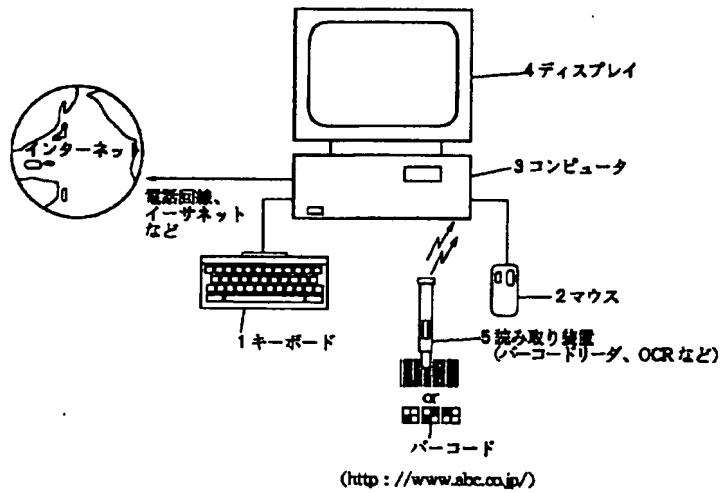 4 ディスプレイ
インターネット
3 コンピュータ
電話回線、
イーサネット
など
2 マウス
1 キーボード
5 読み取り装置
(バーコードリーダ、OCR など)
or
バーコード
(http : //www.abc.co.jp/)